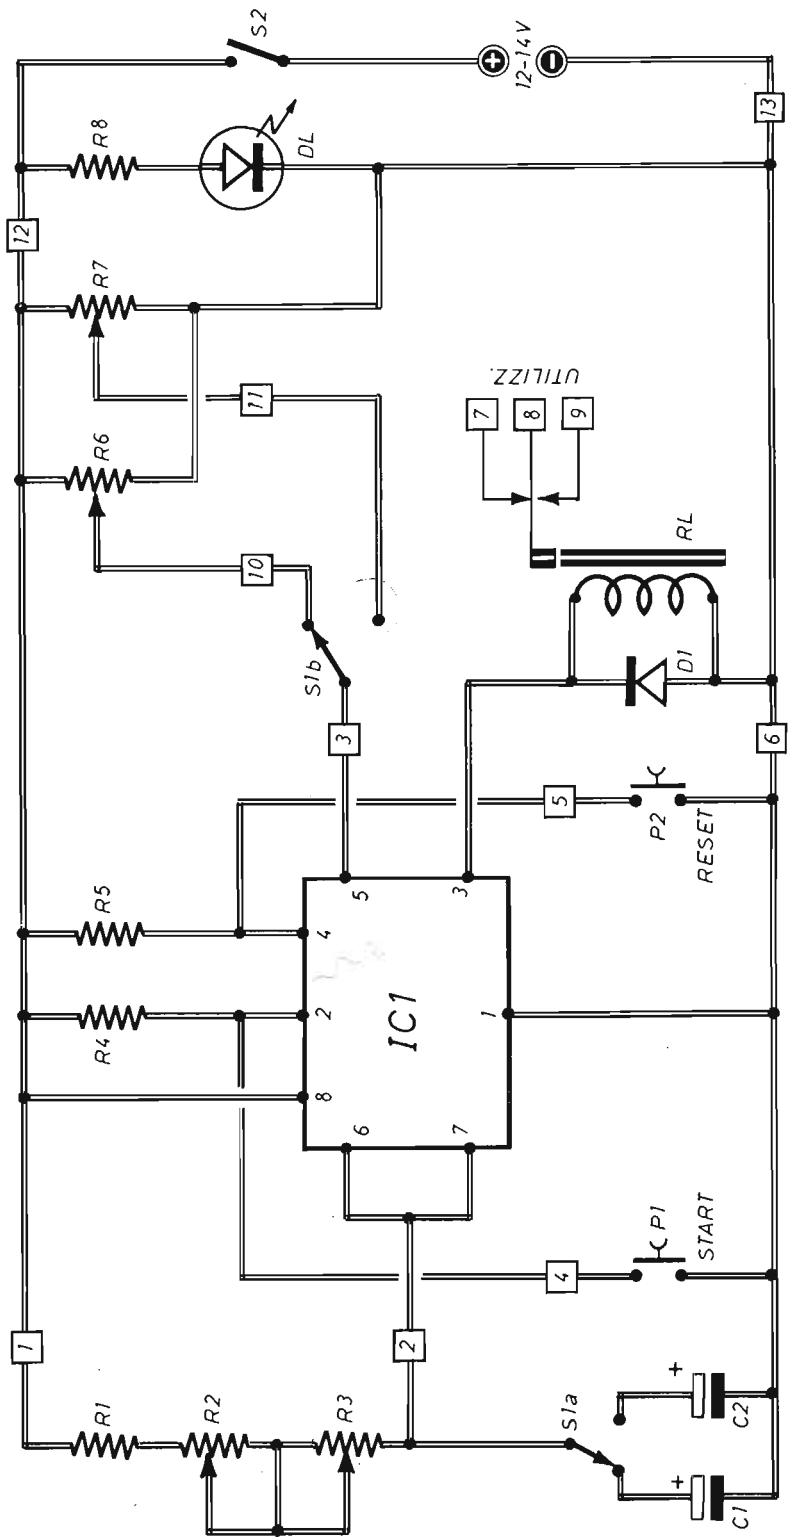 1
12
R1
R2
R3
R4
R5
R6
R7
R8
DL
S2
12-14V
13
2
4
P1
START
S1a
+
C1
+
C2
IC1
6
7
8
2
4
5
3
1
3
S1b
10
11
5
P2
RESET
D1
RL
7
8
9
UTILIZZ.
6